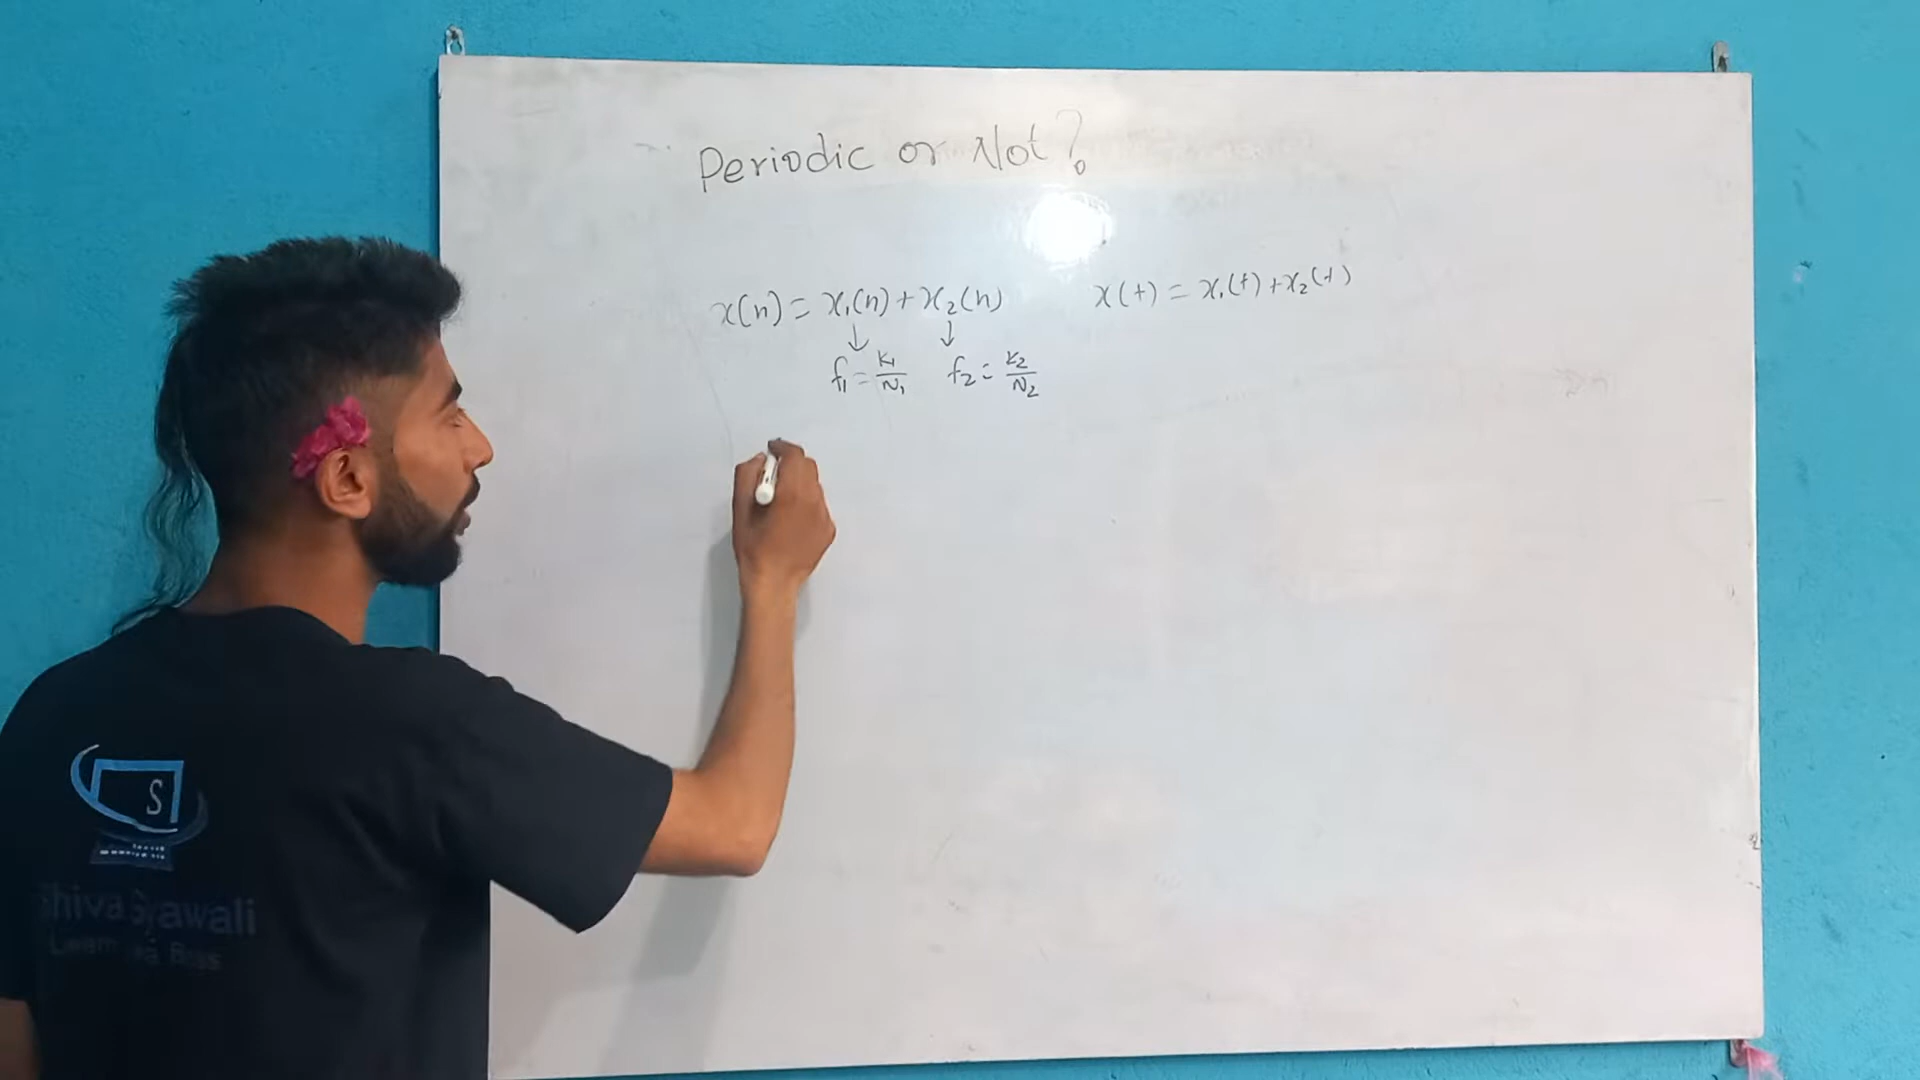 Periodic or Not?
x(n) = x₁(n) + x₂(n)
x(t) = x₁(t) + x₂(t)
↓ ↓
f₁ = K₁/N₁ f₂ = K₂/N₂
S